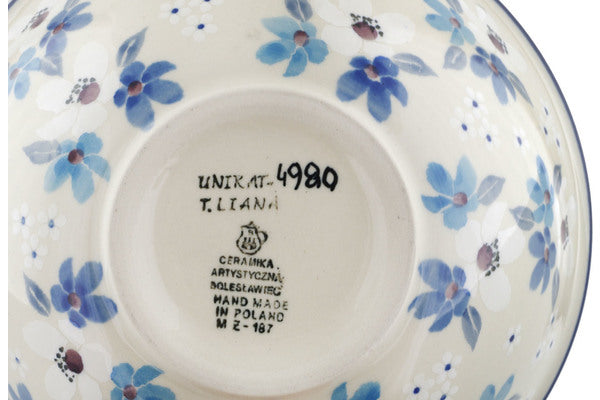 UNIKAT-4980
T.LIANA
CERAMIKA
ARTYSTYCZNA
BOLESŁAWIEC
HAND MADE
IN POLAND
M Z-187